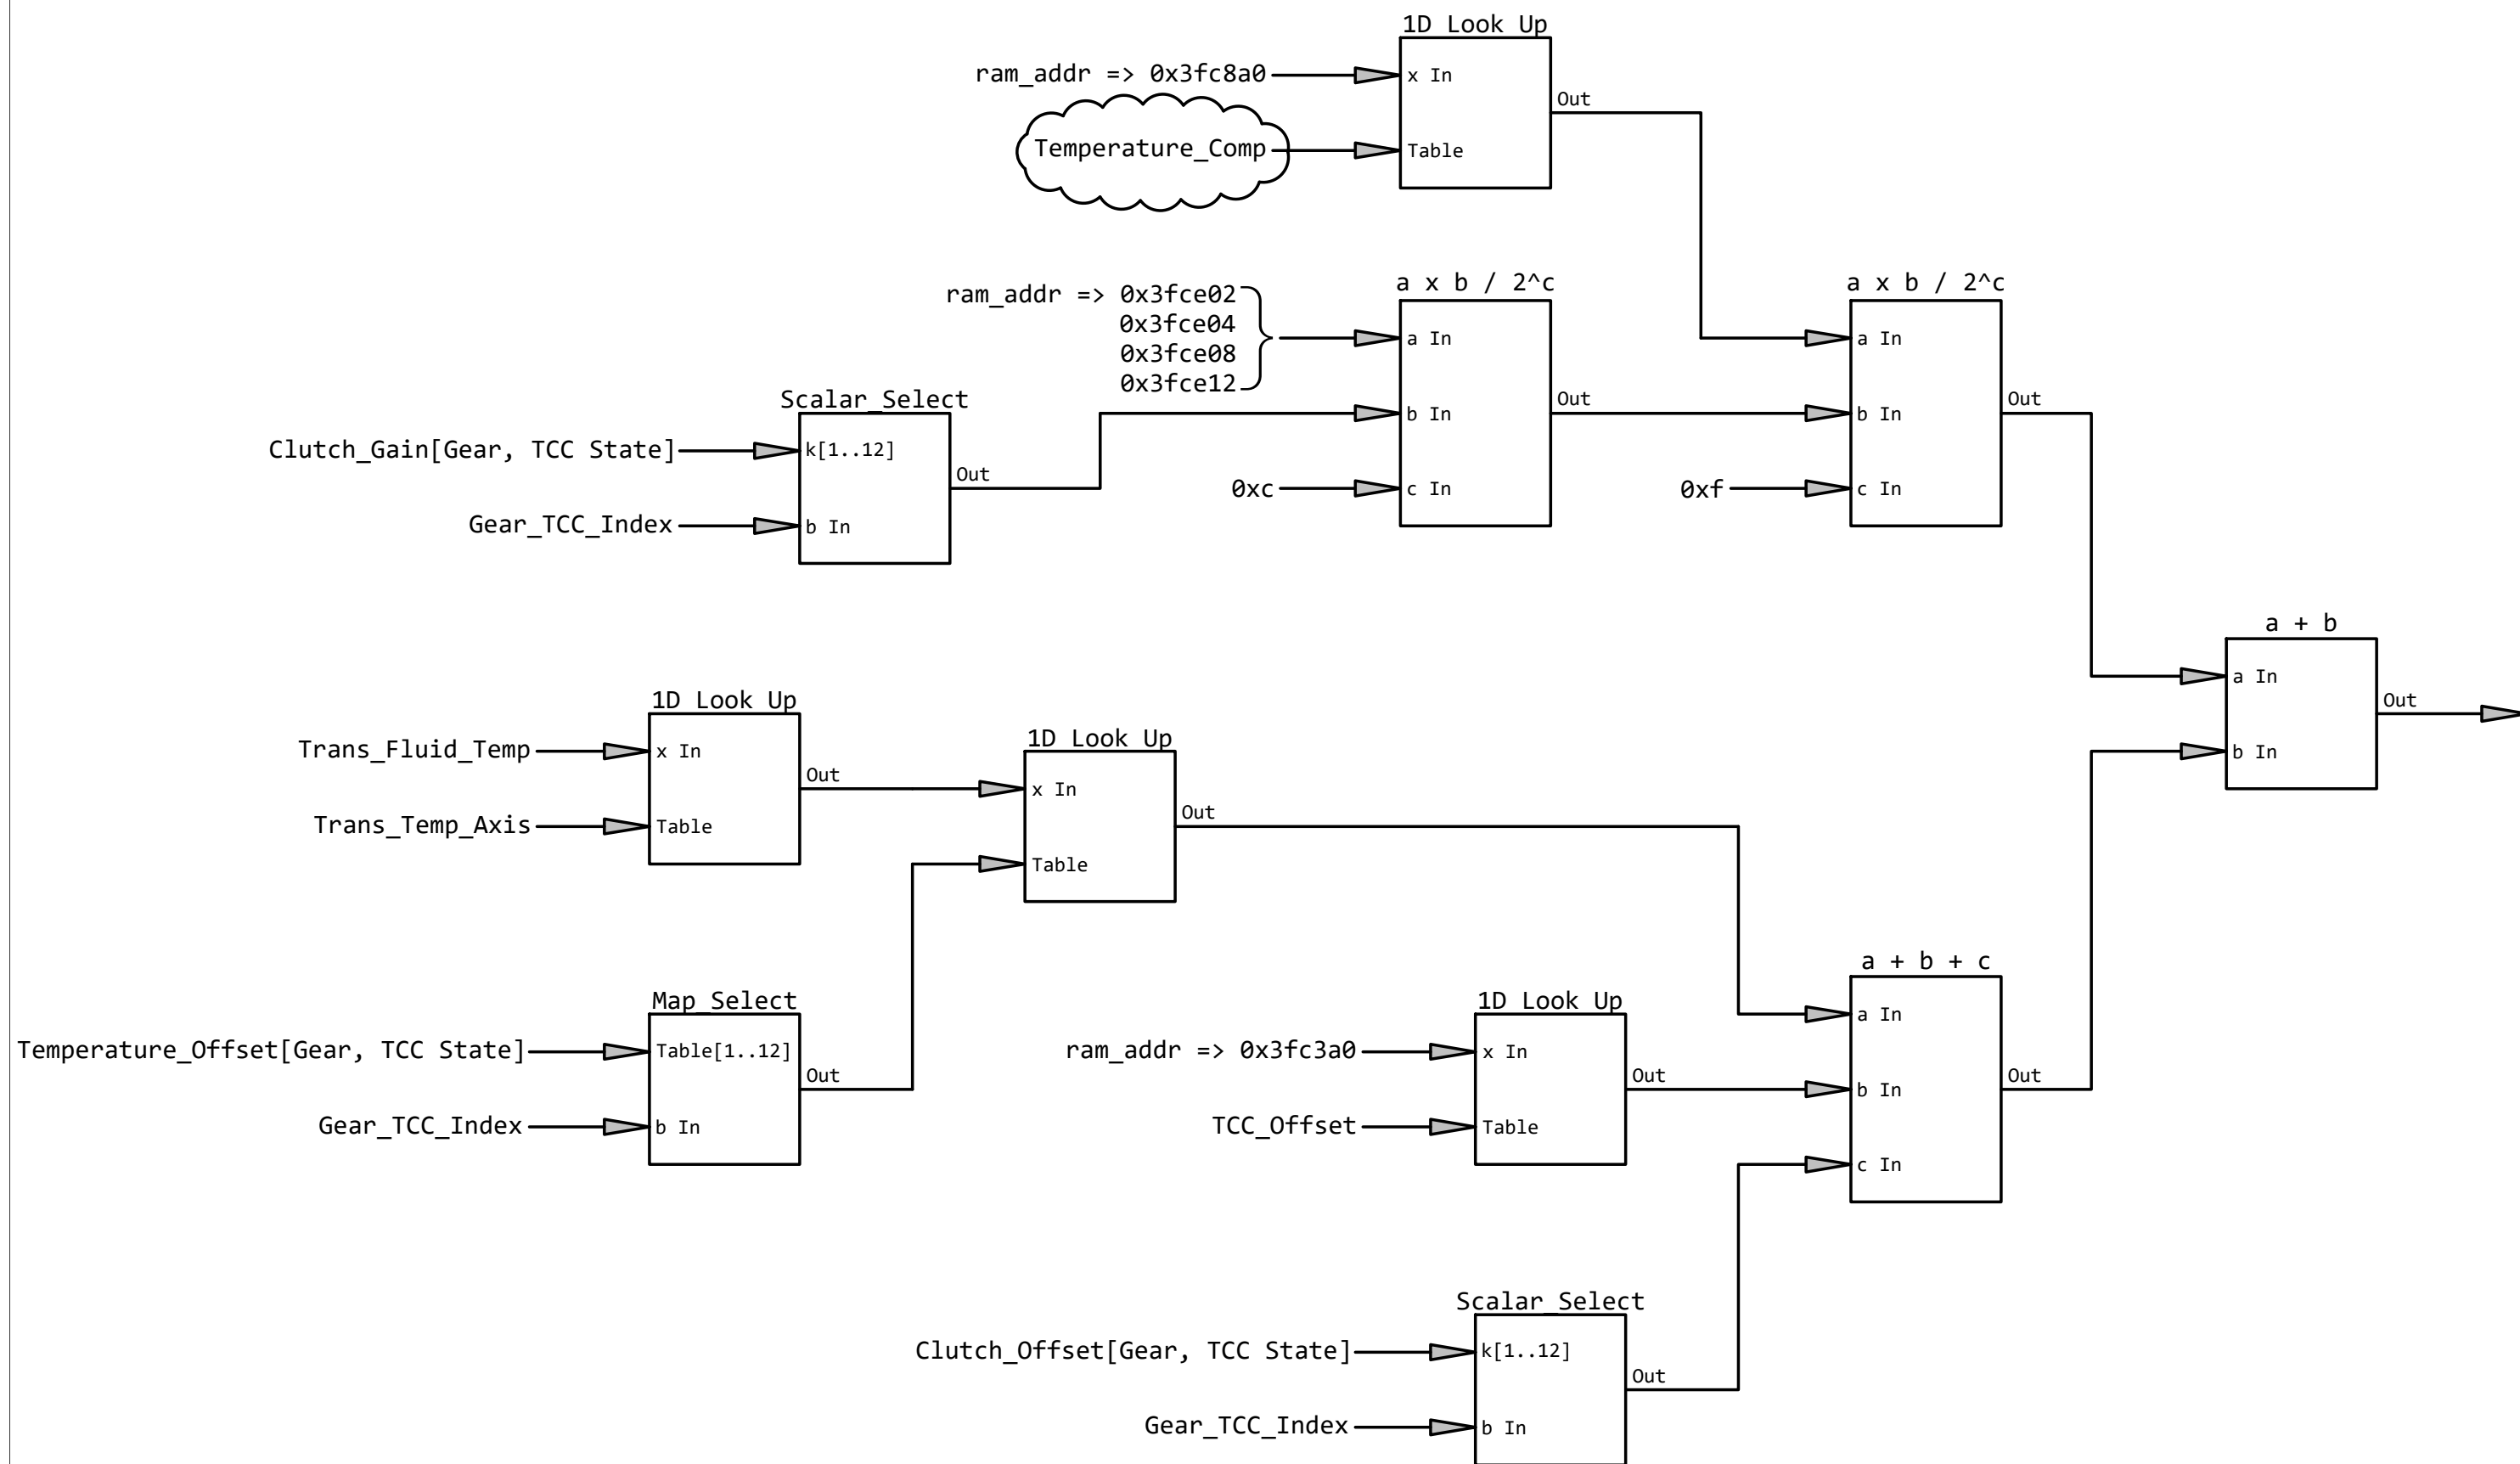 1D Look Up
ram_addr => 0x3fc8a0
x In
Out
Temperature_Comp
Table
ram_addr => 0x3fce02
0x3fce04
0x3fce08
0x3fce12
a x b / 2^c
a In
b In
Out
0xc
c In
a x b / 2^c
a In
b In
Out
0xf
c In
Scalar_Select
Clutch_Gain[Gear, TCC State]
k[1..12]
Out
Gear_TCC_Index
b In
a + b
a In
Out
b In
1D Look Up
Trans_Fluid_Temp
x In
Out
Trans_Temp_Axis
Table
1D Look Up
x In
Out
Table
Map_Select
Temperature_Offset[Gear, TCC State]
Table[1..12]
Out
Gear_TCC_Index
b In
1D Look Up
ram_addr => 0x3fc3a0
x In
Out
TCC_Offset
Table
a + b + c
a In
b In
Out
c In
Scalar_Select
Clutch_Offset[Gear, TCC State]
k[1..12]
Out
Gear_TCC_Index
b In